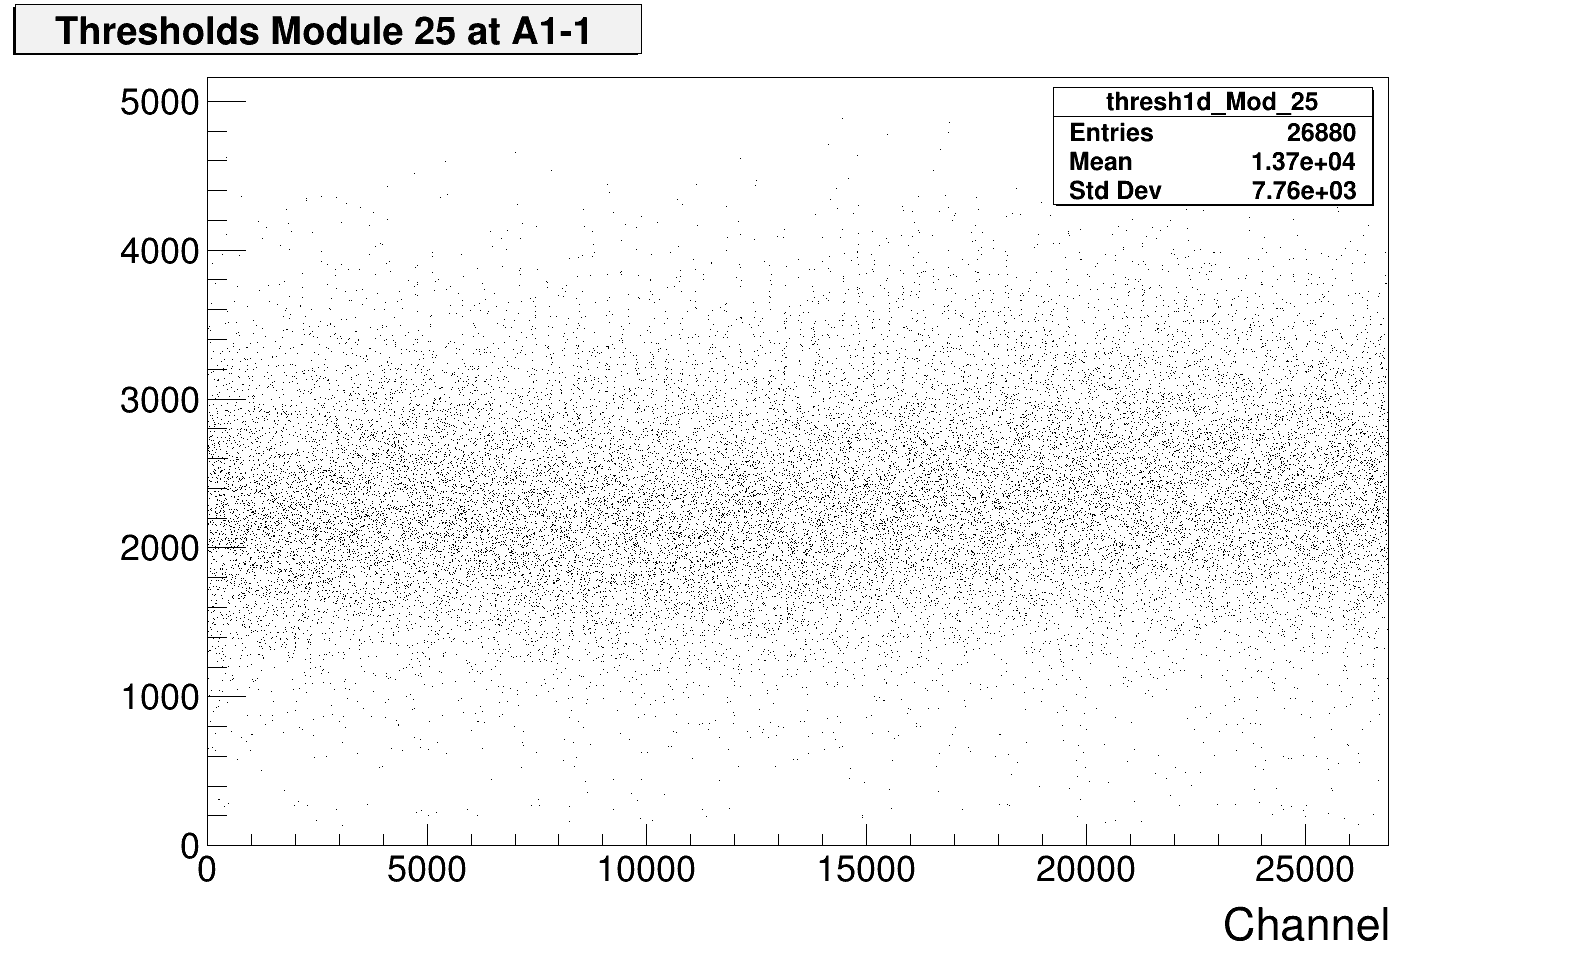 Thresholds Module 25 at A1-1
thresh1d_Mod_25
Entries 26880
Mean 1.37e+04
Std Dev 7.76e+03
5000
4000
3000
2000
1000
0
0 5000 10000 15000 20000 25000
Channel